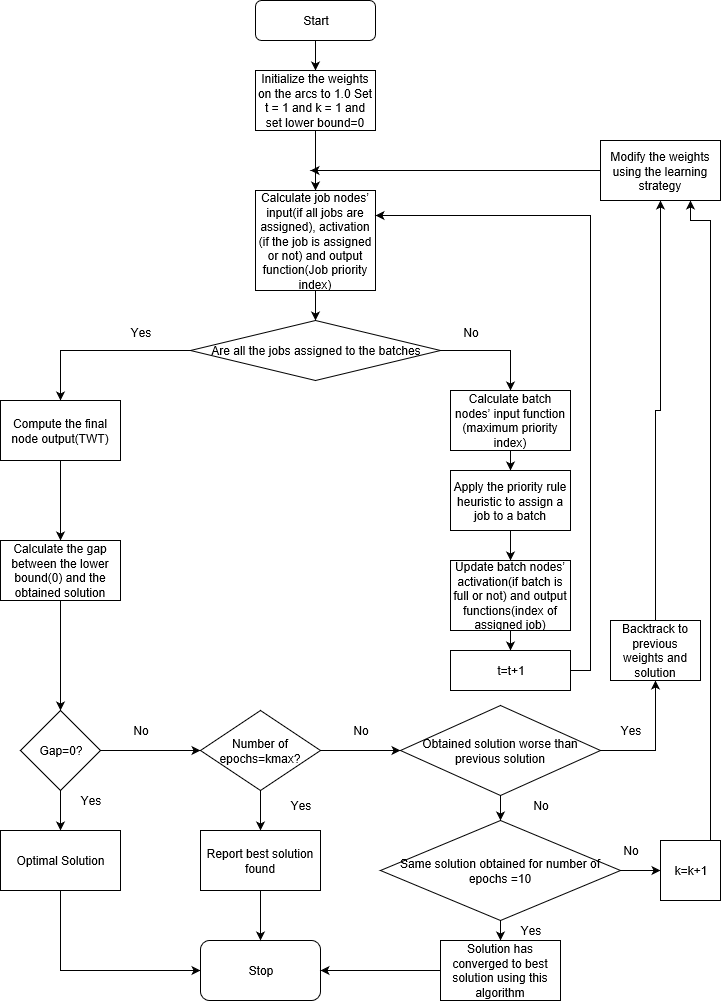 Start
Initialize the weights
on the arcs to 1.0 Set
t = 1 and k = 1 and
set lower bound=0
Modify the weights
using the learning
strategy
Calculate job nodes'
input(if all jobs are
assigned), activation
(if the job is assigned
or not) and output
function(Job priority
index)
Yes
No
Are all the jobs assigned to the batches
Compute the final
node output(TWT)
Calculate batch
nodes' input function
(maximum priority
index)
Apply the priority rule
heuristic to assign a
job to a batch
Calculate the gap
between the lower
bound(0) and the
obtained solution
Update batch nodes'
activation(if batch is
full or not) and output
functions(index of
assigned job)
t=t+1
Backtrack to
previous
weights and
solution
Gap=0?
No
Number of
epochs=kmax?
No
Obtained solution worse than
previous solution
Yes
Yes
Yes
No
Optimal Solution
Report best solution
found
Same solution obtained for number of
epochs =10
No
k=k+1
Yes
Stop
Solution has
converged to best
solution using this
algorithm